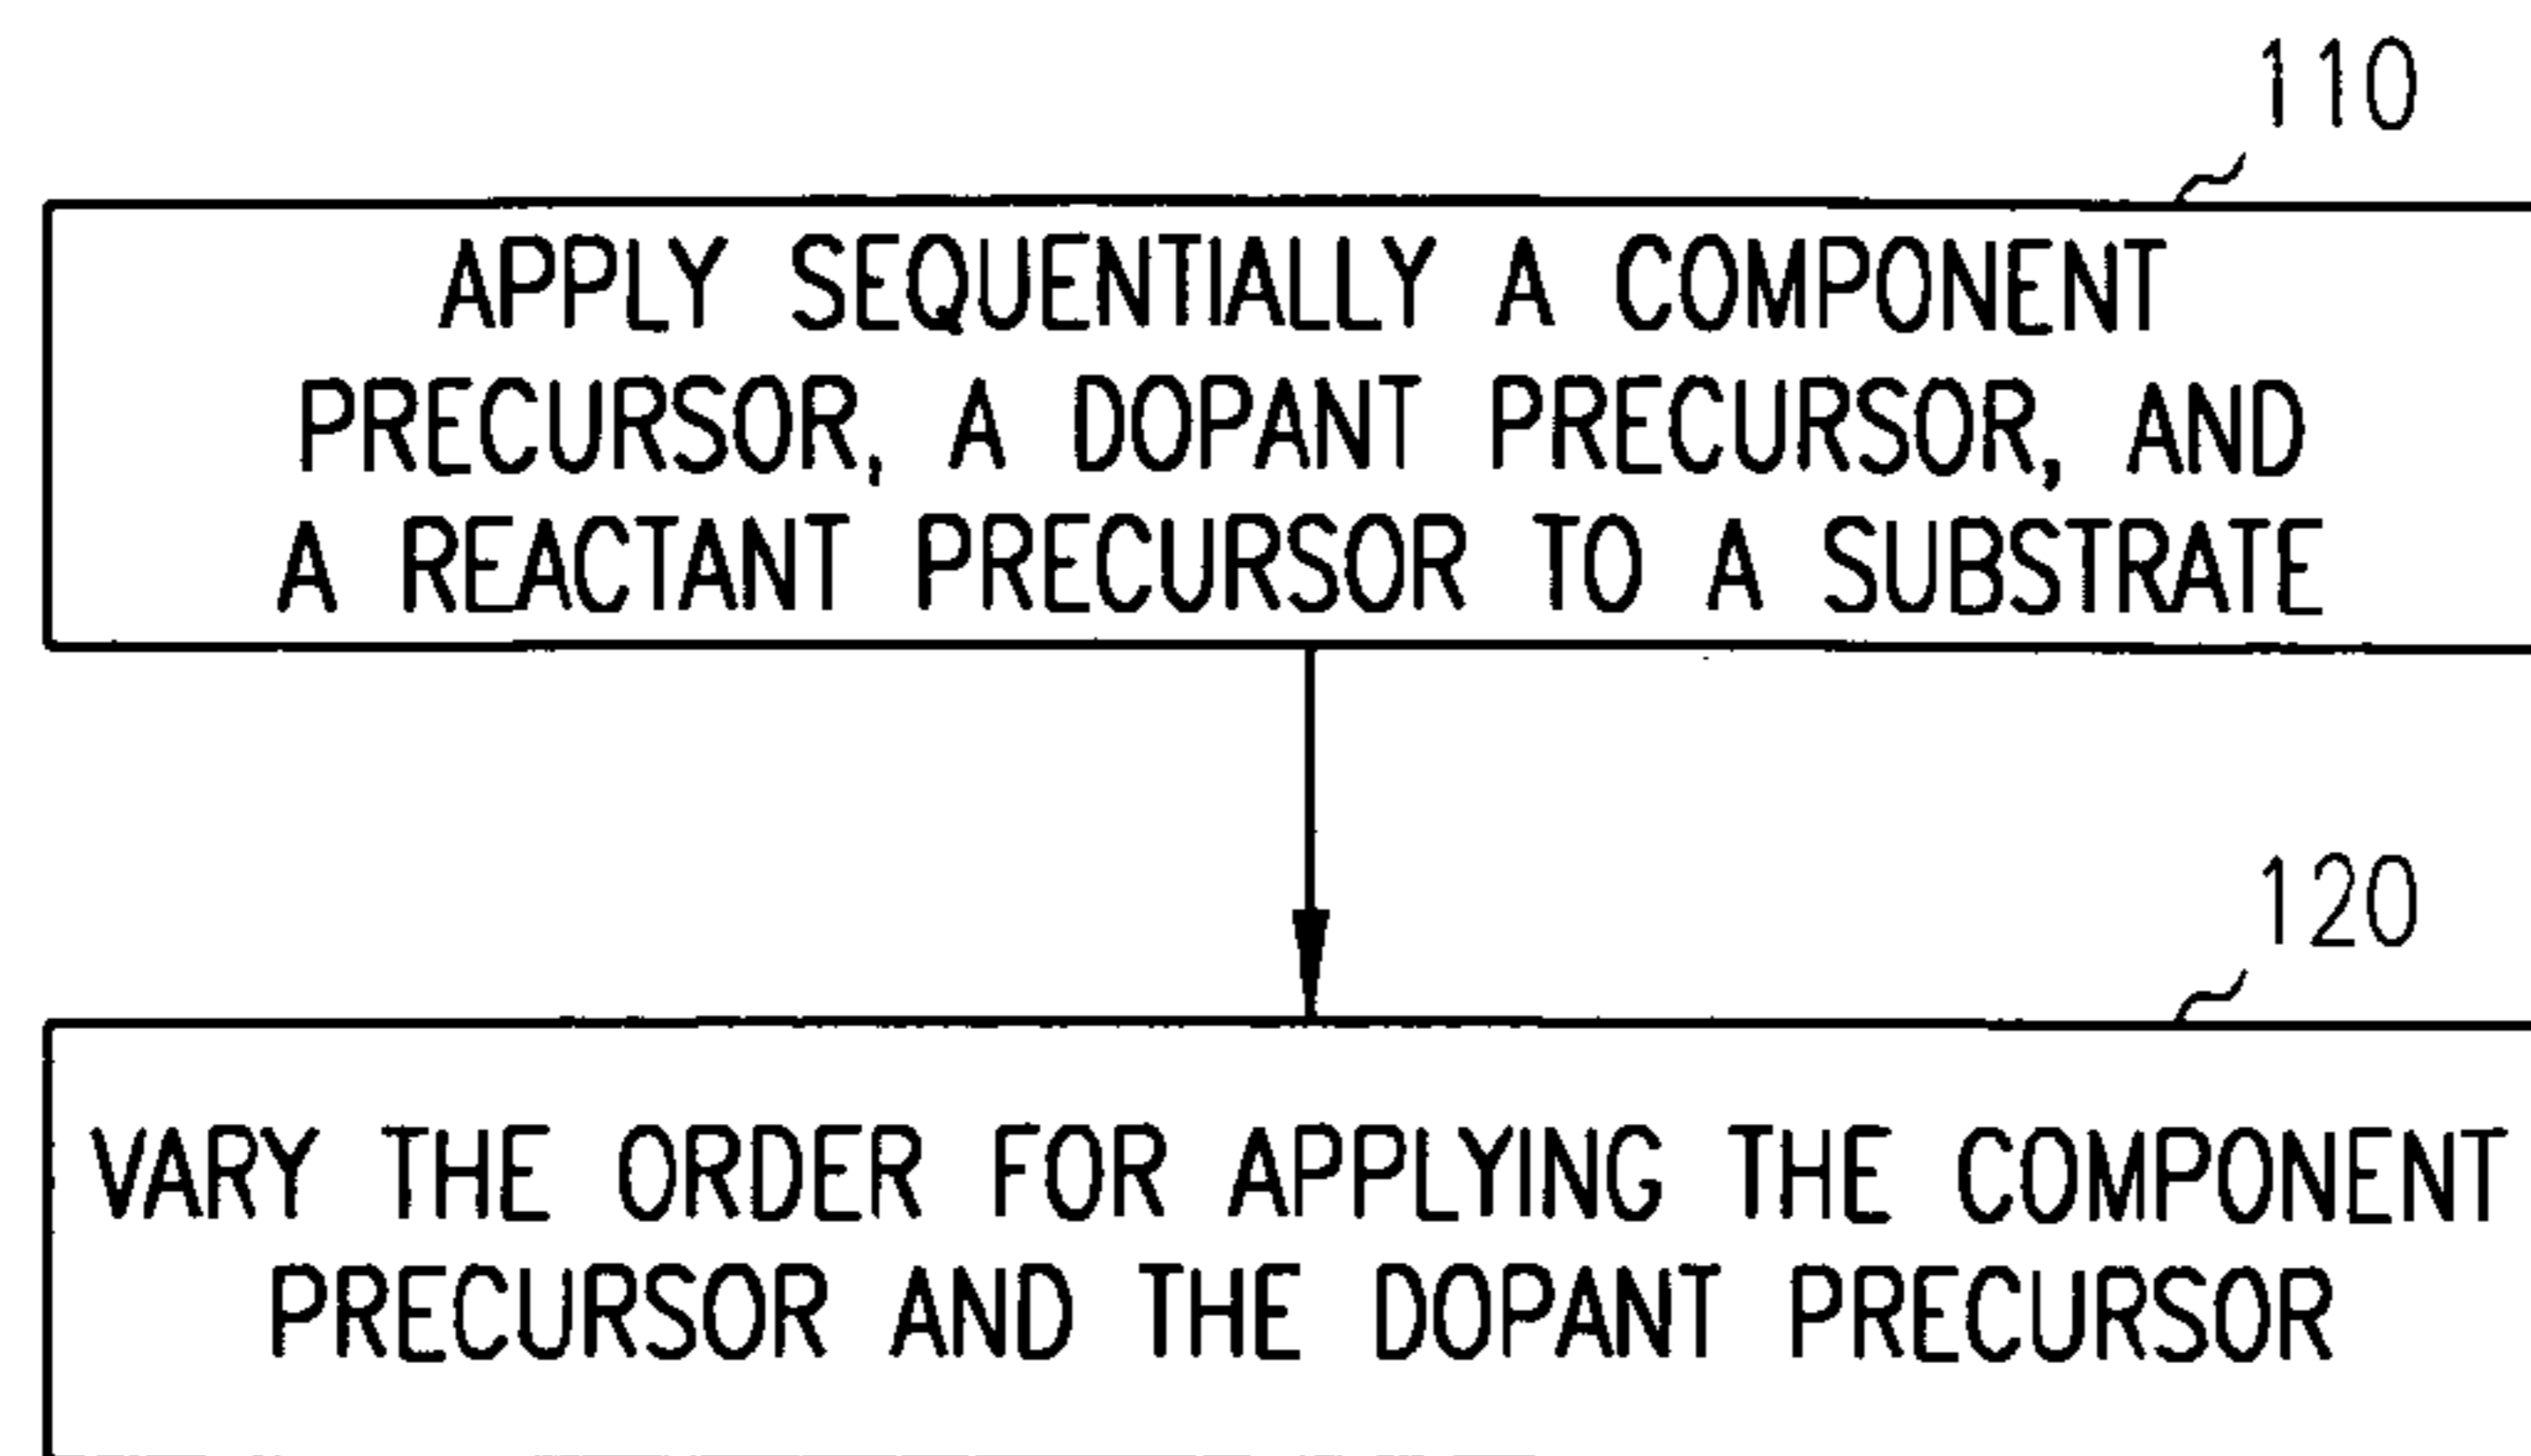 110
APPLY SEQUENTIALLY A COMPONENT
PRECURSOR, A DOPANT PRECURSOR, AND
A REACTANT PRECURSOR TO A SUBSTRATE
120
VARY THE ORDER FOR APPLYING THE COMPONENT
PRECURSOR AND THE DOPANT PRECURSOR